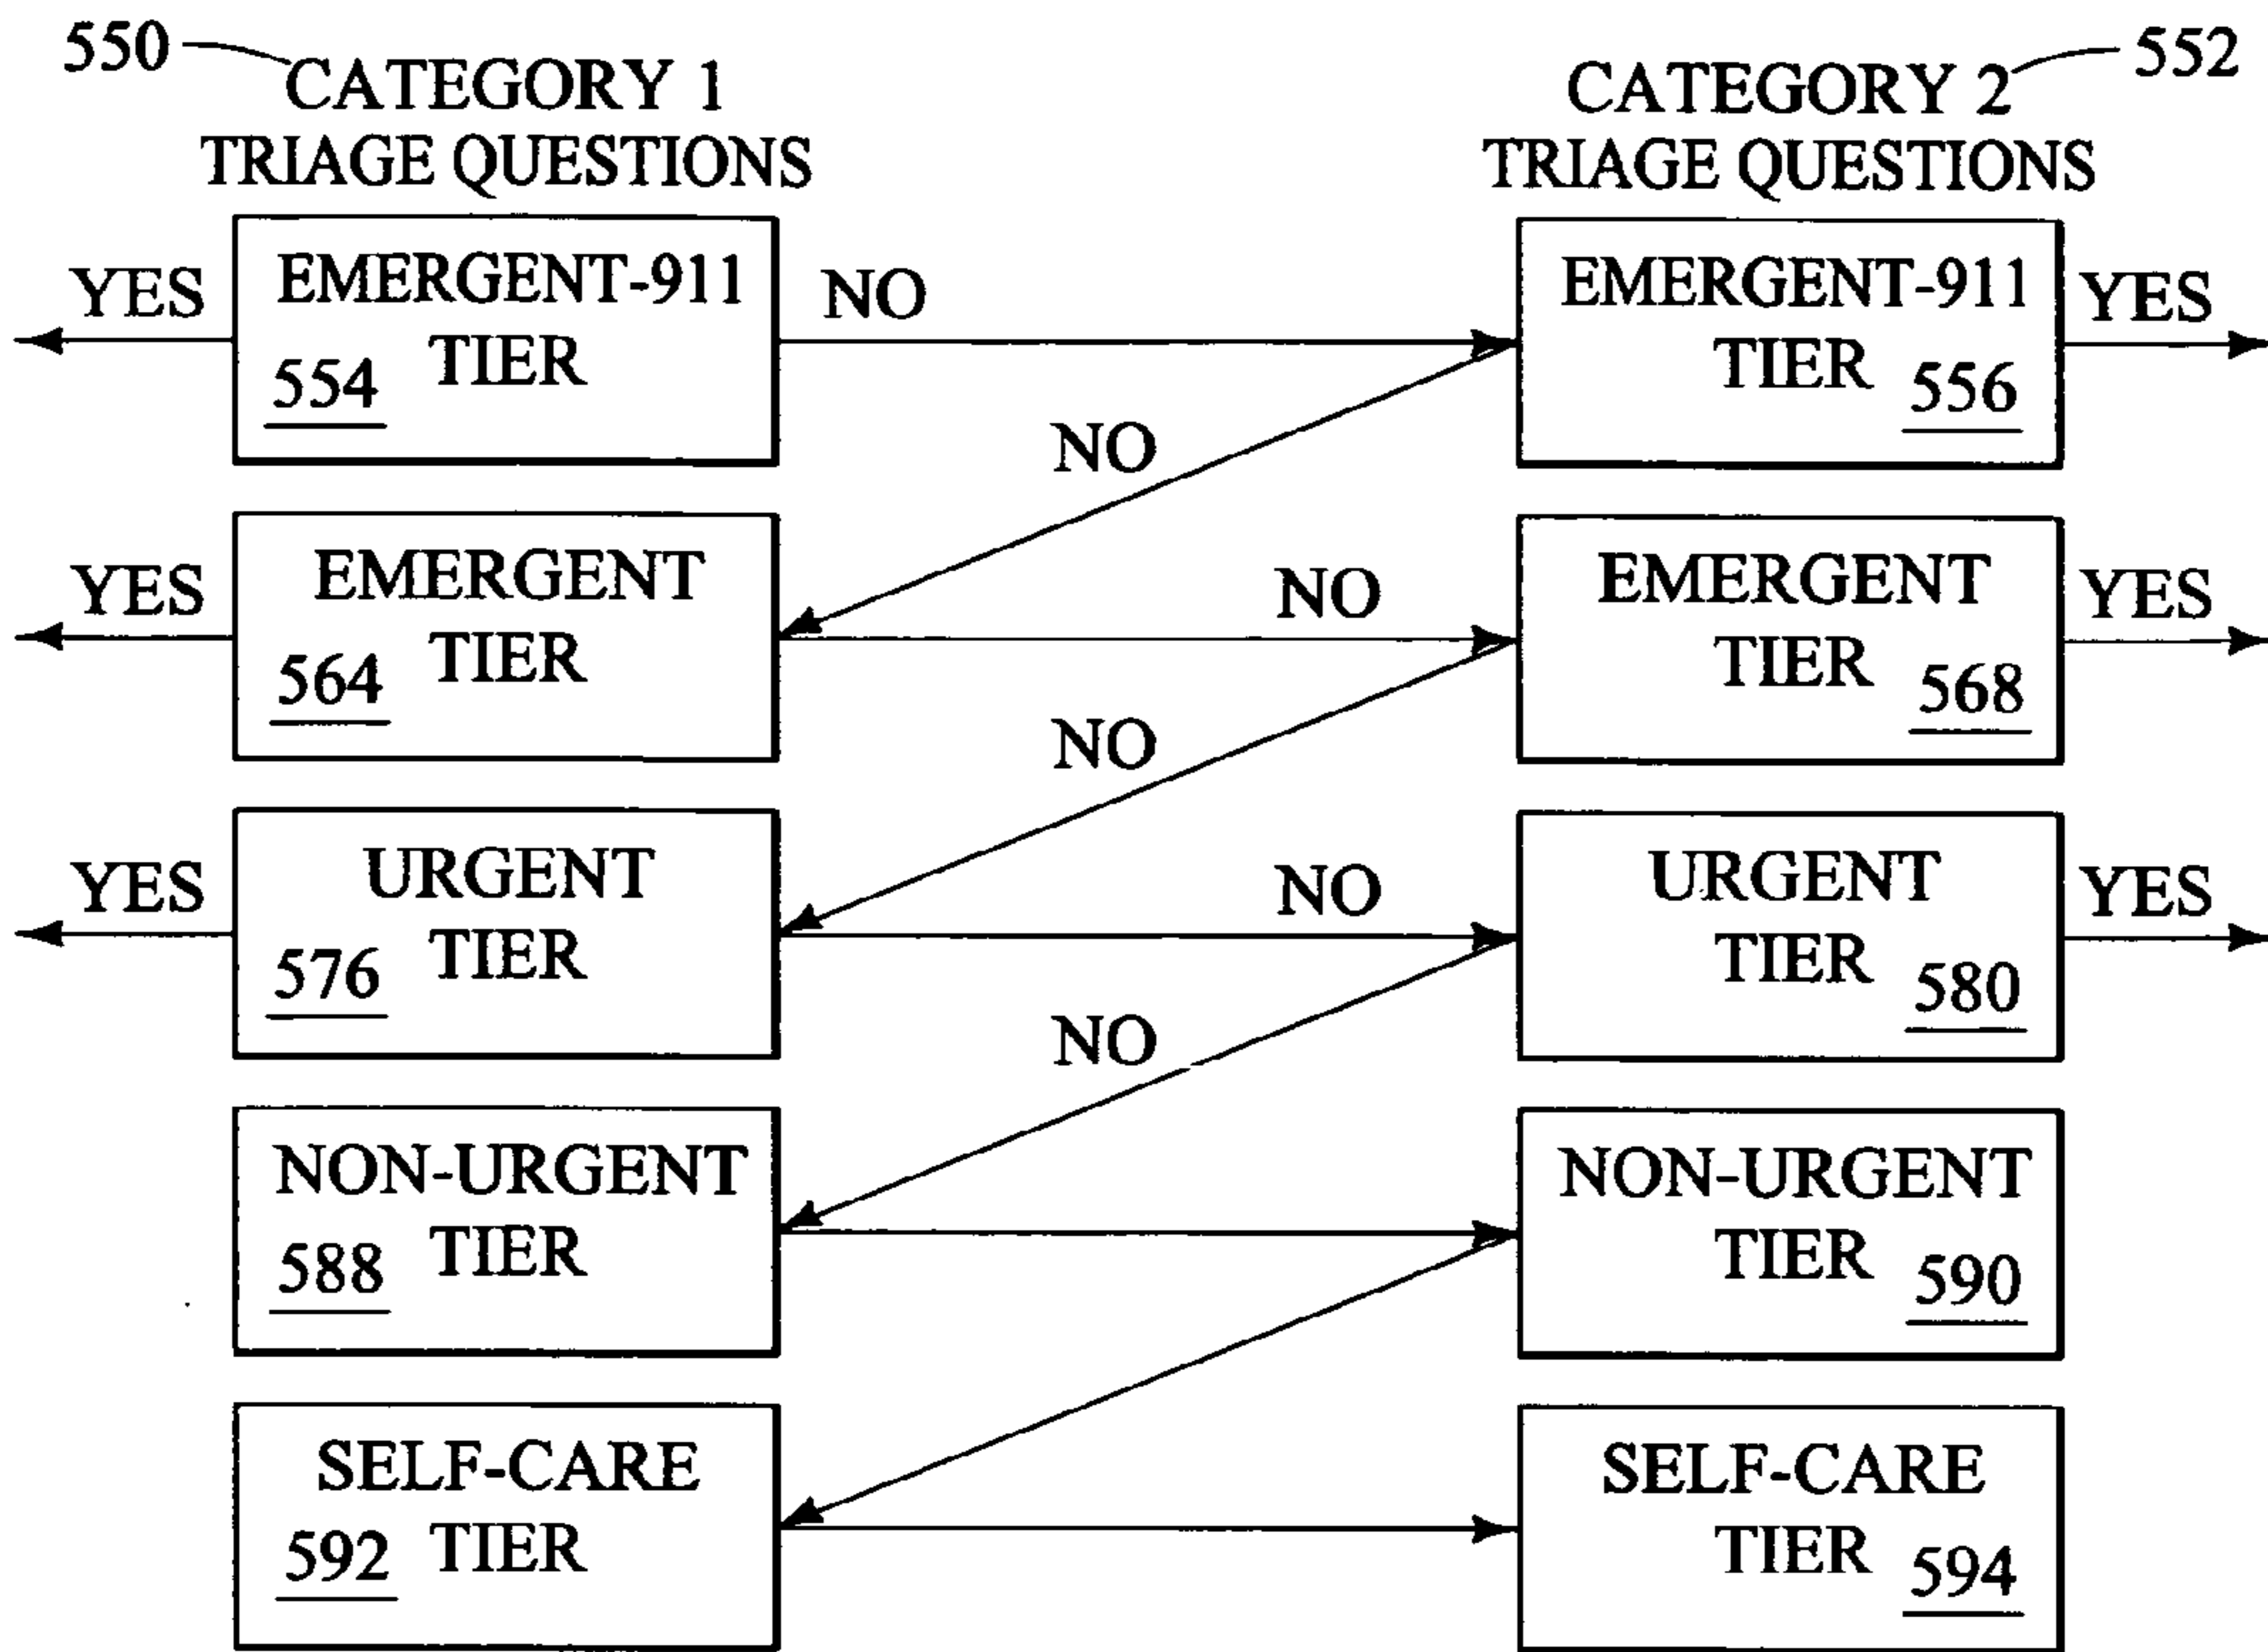 550
CATEGORY 1
TRIAGE QUESTIONS
552
CATEGORY 2
TRIAGE QUESTIONS
YES
EMERGENT-911
TIER
554
NO
EMERGENT-911
TIER
556
YES
NO
YES
EMERGENT
TIER
564
NO
EMERGENT
TIER
568
YES
NO
YES
URGENT
TIER
576
NO
URGENT
TIER
580
YES
NO
NON-URGENT
TIER
588
NON-URGENT
TIER
590
SELF-CARE
TIER
592
SELF-CARE
TIER
594